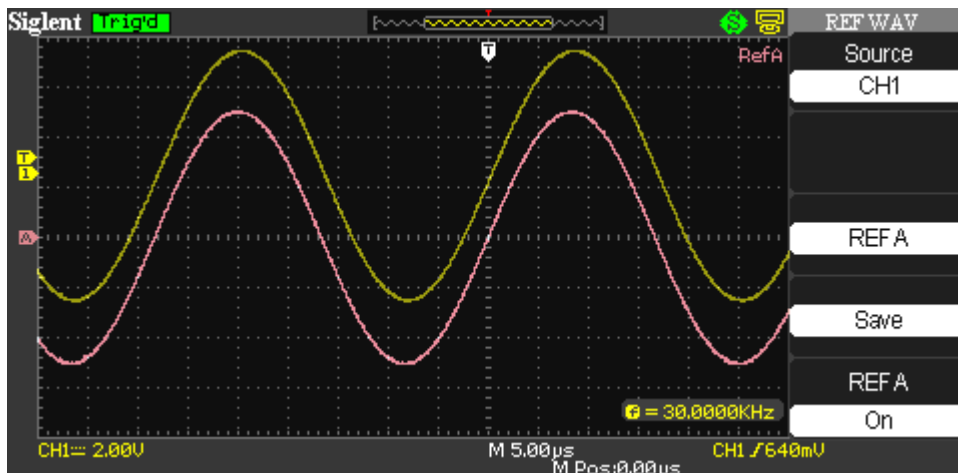 Siglent Trig'd REF WAV
T RefA Source
CH1
T
1
A REF A
Save
REF A
f = 30.0000KHz On
CH1 2.00V M 5.00µs CH1 / 640mV
M Pos:0.00µs